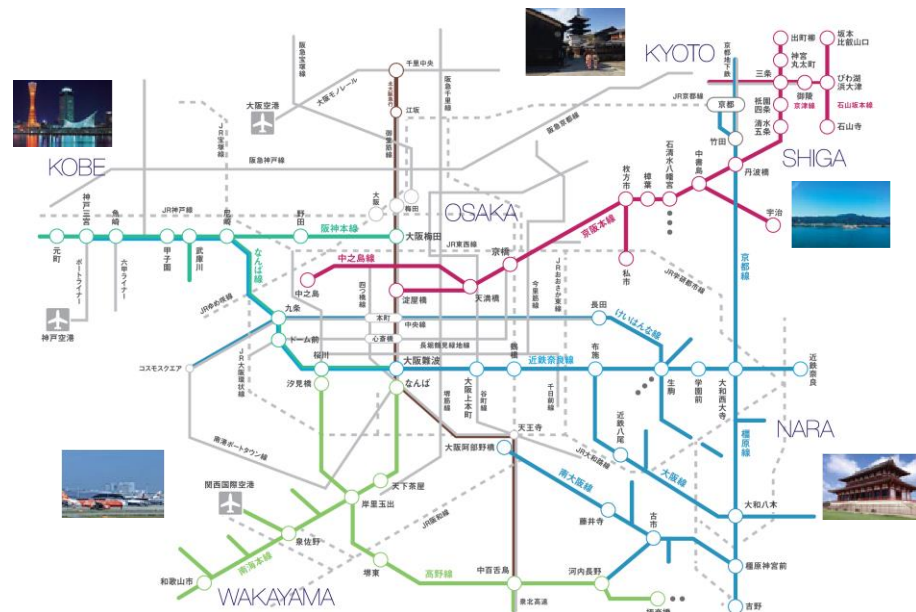 KYOTO
KOBE
OSAKA
SHIGA
NARA
WAKAYAMA
出町柳
坂本
比叡山口
神宮
丸太町
三条
御陵
びわ湖
浜大津
京津線
石山坂本線
祇園
四条
清水
五条
石山寺
京都地下鉄
JR京都線
京都
竹田
丹波橋
中書島
宇治
石清水八幡宮
樟葉
枚方市
私市
京阪本線
京都線
阪急宝塚線
千里中央
大阪モノレール
阪急千里線
大阪空港
江坂
御堂筋線
阪急京都線
JR宝塚線
阪急神戸線
大阪
梅田
神戸三宮
魚崎
尼崎
野田
JR神戸線
阪神本線
大阪梅田
元町
甲子園
武庫川
なんば線
ポートライナー
六甲ライナー
神戸空港
JRゆめ咲線
JR東西線
京橋
中之島線
中之島
淀屋橋
天満橋
四つ橋線
今里筋線
JRおおさか東線
JR学研都市線
九条
本町
中央線
長田
けいはんな線
心斎橋
長堀鶴見緑地線
ドーム前
コスモスクエア
JR大阪環状線
桜川
大阪難波
鶴橋
近鉄奈良線
布施
生駒
学園前
大和西大寺
近鉄奈良
汐見橋
なんば
大阪上本町
堺筋線
谷町線
千日前線
近鉄八尾
橿原線
天王寺
大阪阿部野橋
JR大和路線
大阪線
南港ポートタウン線
関西国際空港
天下茶屋
岸里玉出
JR阪和線
南大阪線
藤井寺
古市
大和八木
泉佐野
南海本線
和歌山市
堺東
高野線
中百舌鳥
泉北高速
河内長野
橿原神宮前
吉野